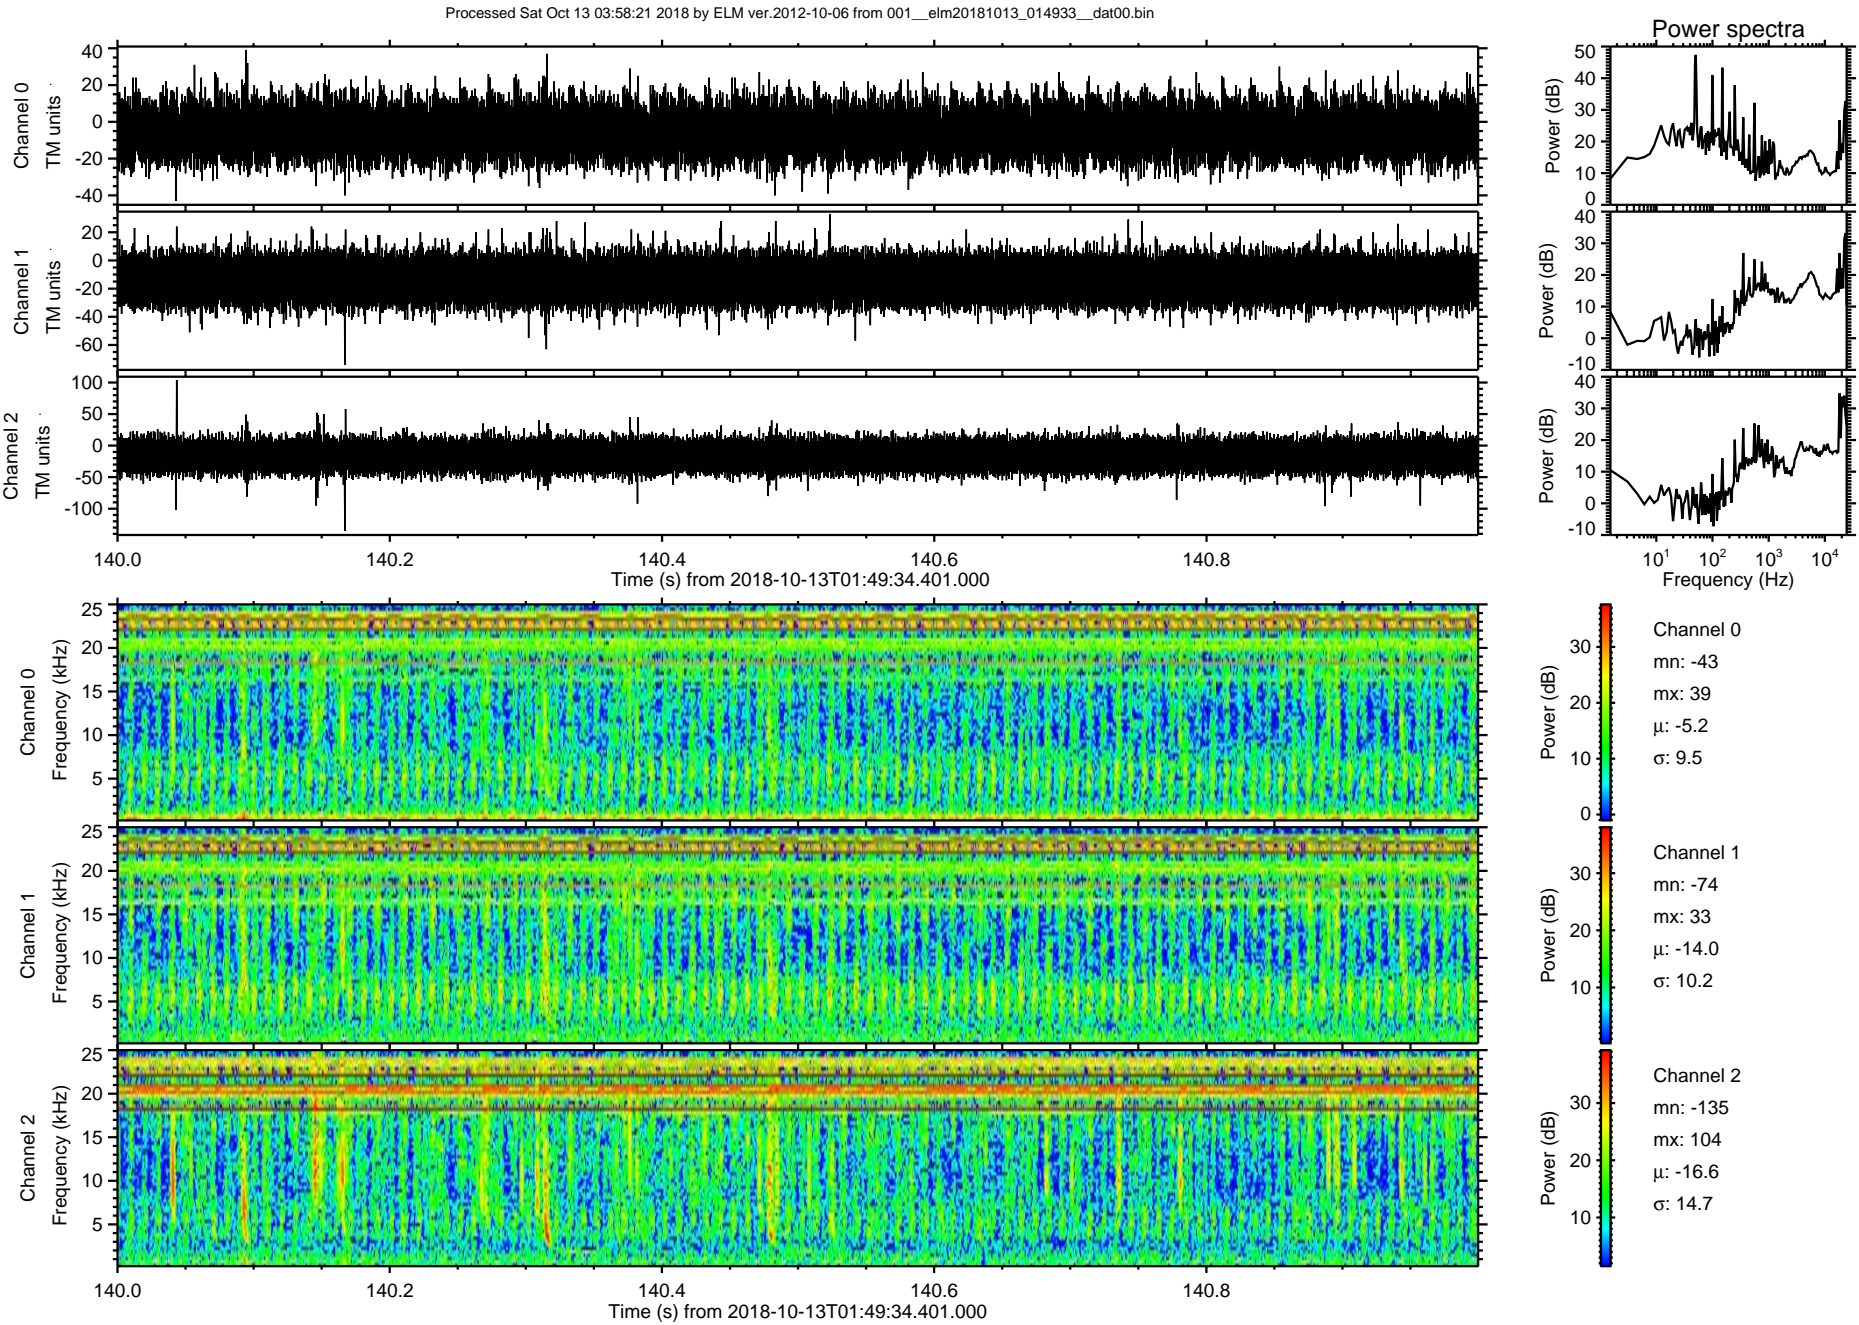 Processed Sat Oct 13 03:58:21 2018 by ELM ver.2012-10-06 from 001__elm20181013_014933__dat00.bin
Power spectra
Channel 0
TM units
40
20
0
-20
-40
Power (dB)
50
40
30
20
10
0
Channel 1
TM units
20
0
-20
-40
-60
Power (dB)
40
30
20
10
0
-10
Channel 2
TM units
100
50
0
-50
-100
Power (dB)
40
30
20
10
0
-10
140.0 140.2 140.4 140.6 140.8
Time (s) from 2018-10-13T01:49:34.401.000
10^1 10^2 10^3 10^4
Frequency (Hz)
Channel 0
Frequency (kHz)
25
20
15
10
5
Power (dB)
30
20
10
0
Channel 0
mn: -43
mx: 39
μ: -5.2
σ: 9.5
Channel 1
Frequency (kHz)
25
20
15
10
5
Power (dB)
30
20
10
Channel 1
mn: -74
mx: 33
μ: -14.0
σ: 10.2
Channel 2
Frequency (kHz)
25
20
15
10
5
Power (dB)
30
20
10
Channel 2
mn: -135
mx: 104
μ: -16.6
σ: 14.7
140.0 140.2 140.4 140.6 140.8
Time (s) from 2018-10-13T01:49:34.401.000